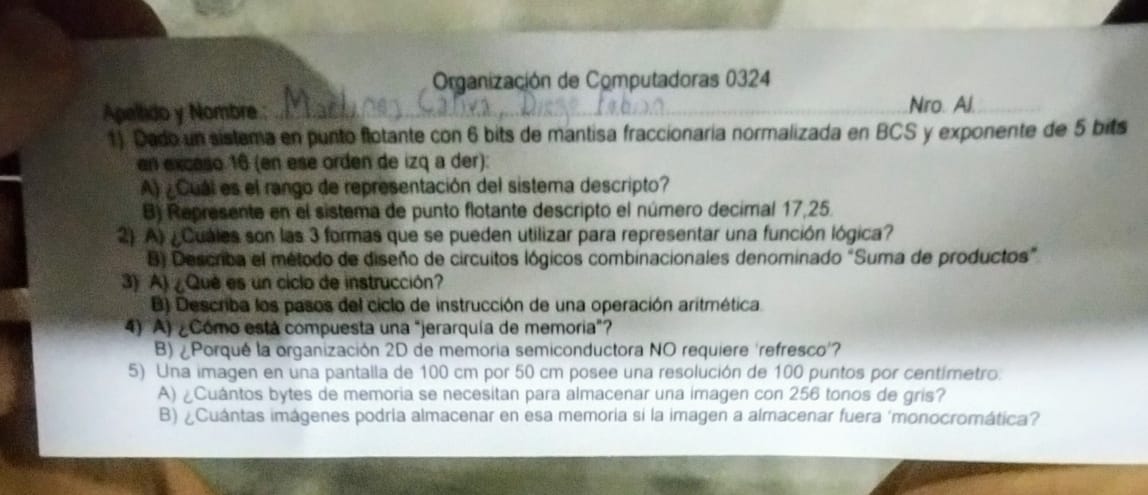 Organización de Computadoras 0324
Apellido y Nombre: Martinez Calva, Diego Fabian Nro. Al.
1) Dado un sistema en punto flotante con 6 bits de mantisa fraccionaria normalizada en BCS y exponente de 5 bits
en exceso 16 (en ese orden de izq a der):
A) ¿Cuál es el rango de representación del sistema descripto?
B) Represente en el sistema de punto flotante descripto el número decimal 17,25.
2) A) ¿Cuáles son las 3 formas que se pueden utilizar para representar una función lógica?
B) Describa el método de diseño de circuitos lógicos combinacionales denominado "Suma de productos".
3) A) ¿Qué es un ciclo de instrucción?
B) Describa los pasos del ciclo de instrucción de una operación aritmética.
4) A) ¿Cómo está compuesta una "jerarquía de memoria"?
B) ¿Porqué la organización 2D de memoria semiconductora NO requiere 'refresco'?
5) Una imagen en una pantalla de 100 cm por 50 cm posee una resolución de 100 puntos por centímetro.
A) ¿Cuántos bytes de memoria se necesitan para almacenar una imagen con 256 tonos de gris?
B) ¿Cuántas imágenes podría almacenar en esa memoria si la imagen a almacenar fuera 'monocromática?